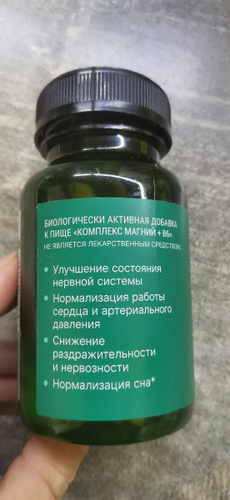 БИОЛОГИЧЕСКИ АКТИВНАЯ ДОБАВКА
К ПИЩЕ «КОМПЛЕКС МАГНИЙ + В6».
НЕ ЯВЛЯЕТСЯ ЛЕКАРСТВЕННЫМ СРЕДСТВОМ.
• Улучшение состояния
нервной системы
• Нормализация работы
сердца и артериального
давления
• Снижение
раздражительности
и нервозности
• Нормализация сна*